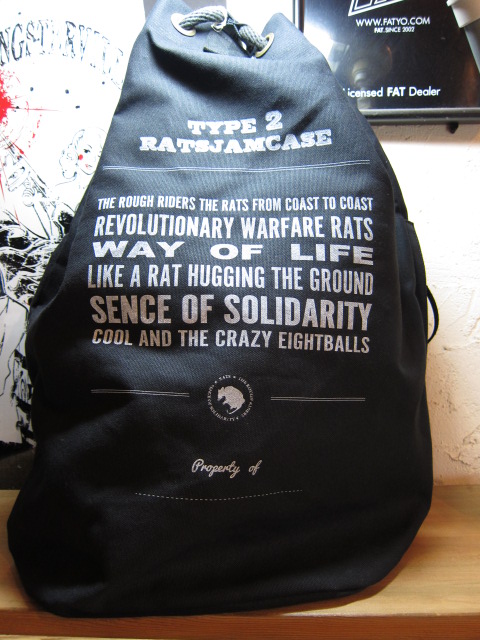 WWW.FATYO.COM
FAT.SINCE 2002
Licensed FAT Dealer
TYPE 2
RATSJAMCASE
THE ROUGH RIDERS THE RATS FROM COAST TO COAST
REVOLUTIONARY WARFARE RATS
WAY OF LIFE
LIKE A RAT HUGGING THE GROUND
SENCE OF SOLIDARITY
COOL AND THE CRAZY EIGHTBALLS
RATS
Property of